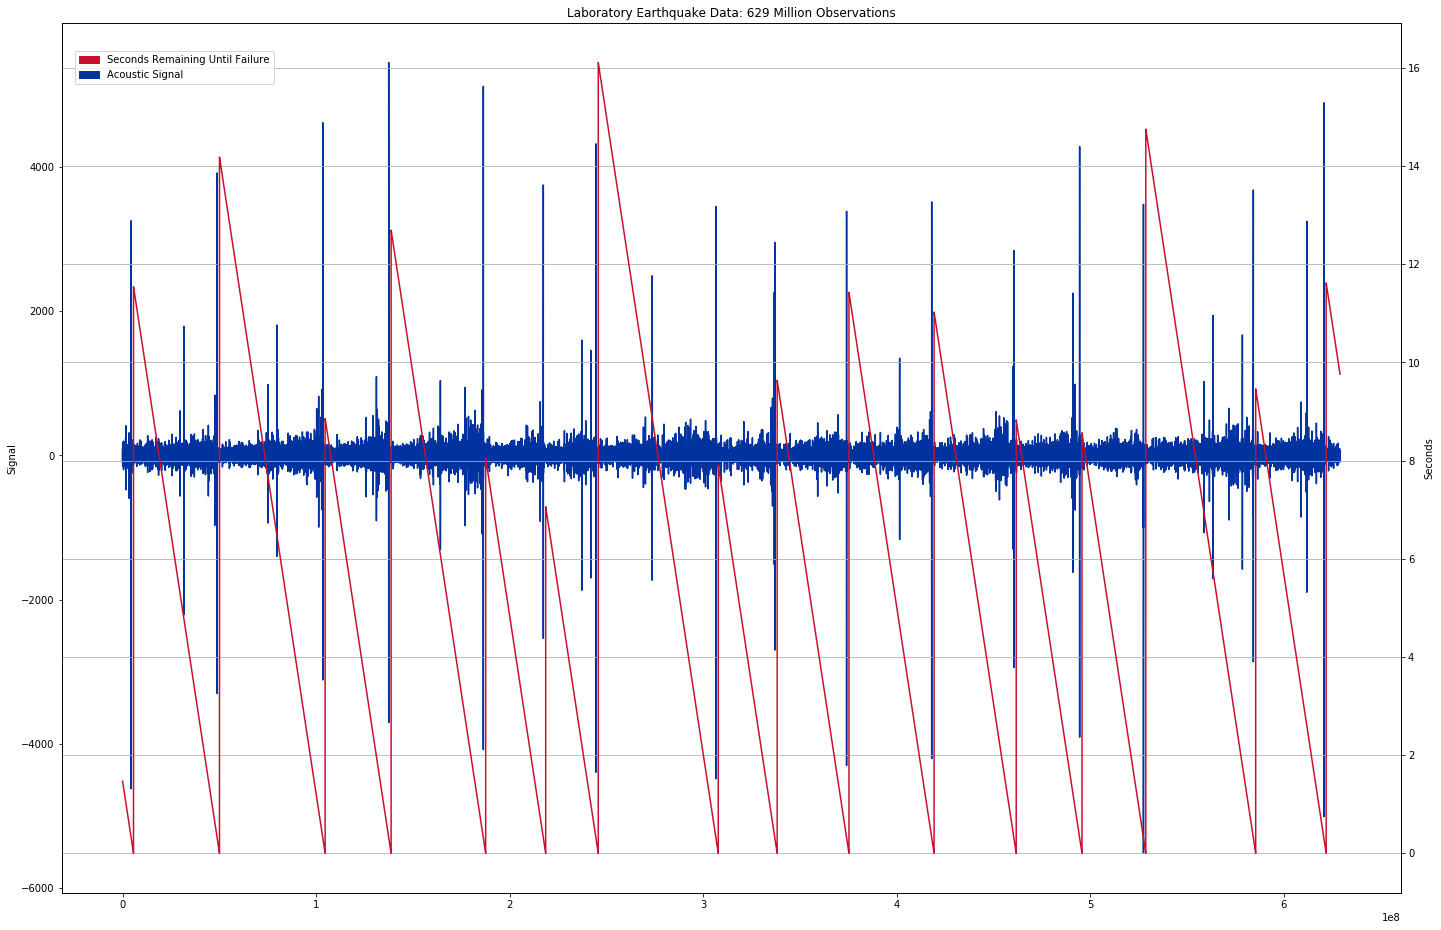 Laboratory Earthquake Data: 629 Million Observations
Seconds Remaining Until Failure
Acoustic Signal
Signal
4000
2000
0
−2000
−4000
−6000
16
14
12
10
8
6
4
2
0
Seconds
0 1 2 3 4 5 6
1e8